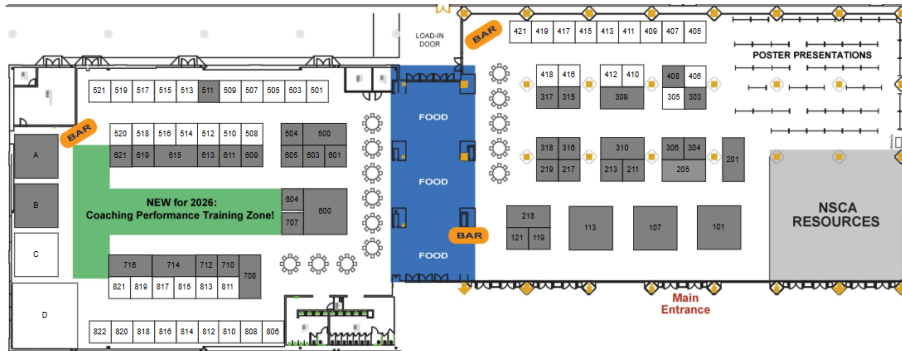 LOAD-IN
DOOR
BAR
421 419 417 415 413 411 409 407 405
POSTER PRESENTATIONS
418 416 412 410 408 406
317 315 309 305 303
521 519 517 515 513 511 509 507 505 503 501
FOOD
BAR
520 518 516 514 512 510 508 504 500
621 619 615 613 611 609 605 603 601
A
318 316 310 306 304
219 217 213 211 205 201
FOOD
B
NEW for 2026:
Coaching Performance Training Zone!
604
707
600
NSCA
RESOURCES
218
121 119
113
107
101
BAR
C
FOOD
716 714 712 710 708
821 819 817 815 813 811
D
Main
Entrance
822 820 818 816 814 812 810 808 806